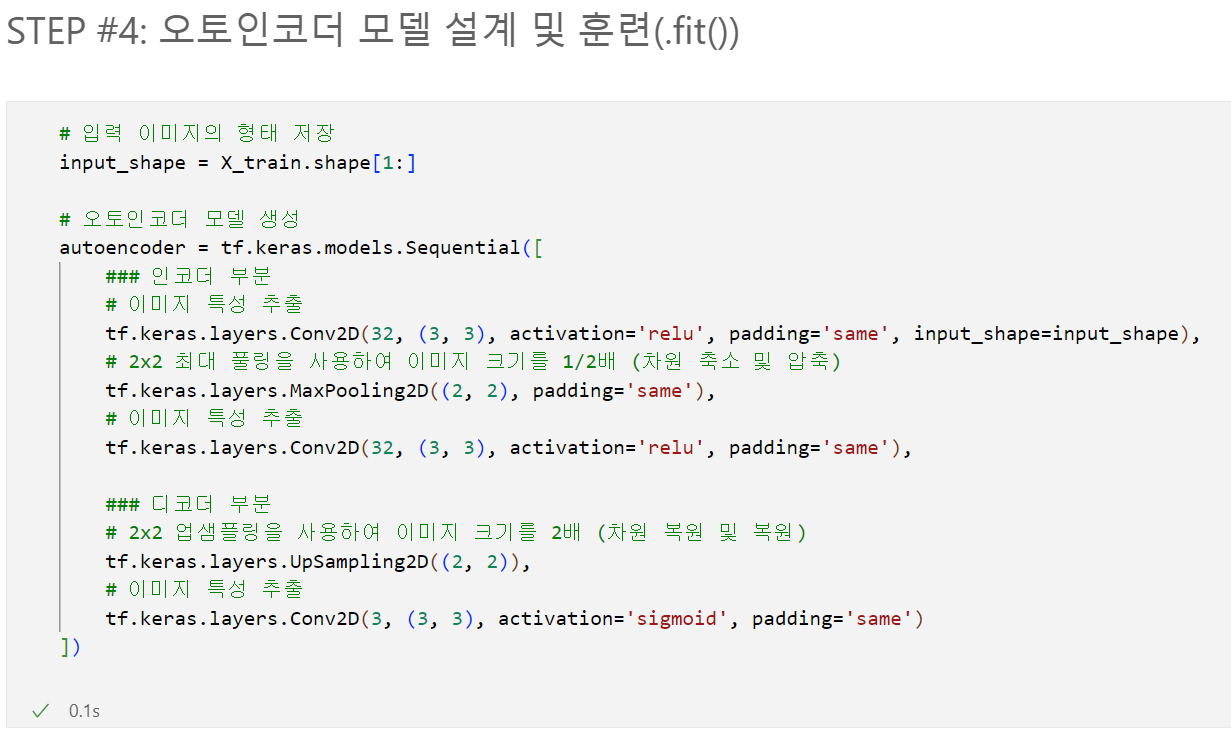 STEP #4: 오토인코더 모델 설계 및 훈련(.fit())
# 입력 이미지의 형태 저장
input_shape = X_train.shape[1:]
# 오토인코더 모델 생성
autoencoder = tf.keras.models.Sequential([
### 인코더 부분
# 이미지 특성 추출
tf.keras.layers.Conv2D(32, (3, 3), activation='relu', padding='same', input_shape=input_shape),
# 2x2 최대 풀링을 사용하여 이미지 크기를 1/2배 (차원 축소 및 압축)
tf.keras.layers.MaxPooling2D((2, 2), padding='same'),
# 이미지 특성 추출
tf.keras.layers.Conv2D(32, (3, 3), activation='relu', padding='same'),
### 디코더 부분
# 2x2 업샘플링을 사용하여 이미지 크기를 2배 (차원 복원 및 복원)
tf.keras.layers.UpSampling2D((2, 2)),
# 이미지 특성 추출
tf.keras.layers.Conv2D(3, (3, 3), activation='sigmoid', padding='same')
])
0.1s